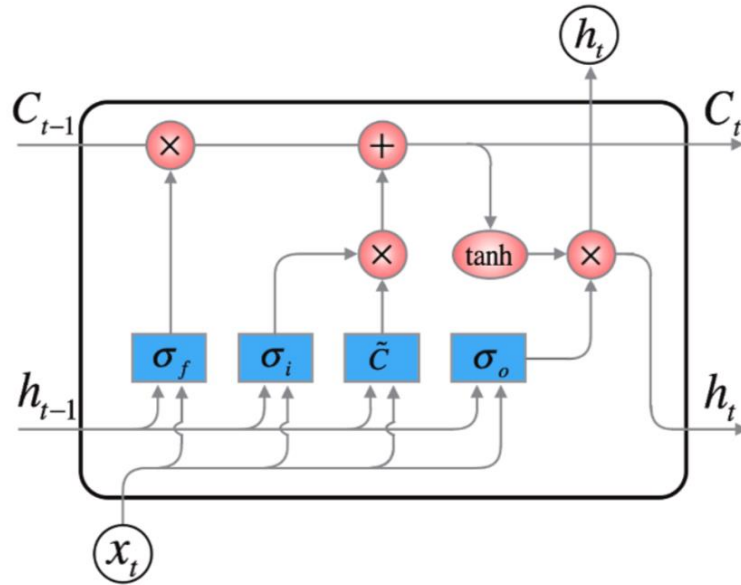 h_t
C_{t-1} × + C_t
× tanh ×
σ_f σ_i C̃ σ_o
h_{t-1} h_t
x_t